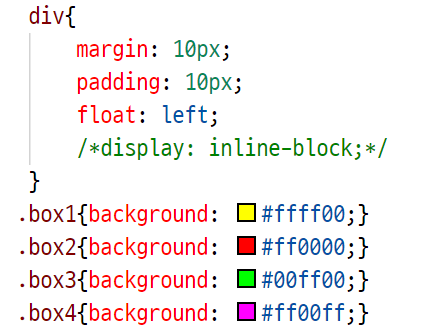 div{
margin: 10px;
padding: 10px;
float: left;
/*display: inline-block;*/
}
.box1{background: #ffff00;}
.box2{background: #ff0000;}
.box3{background: #00ff00;}
.box4{background: #ff00ff;}